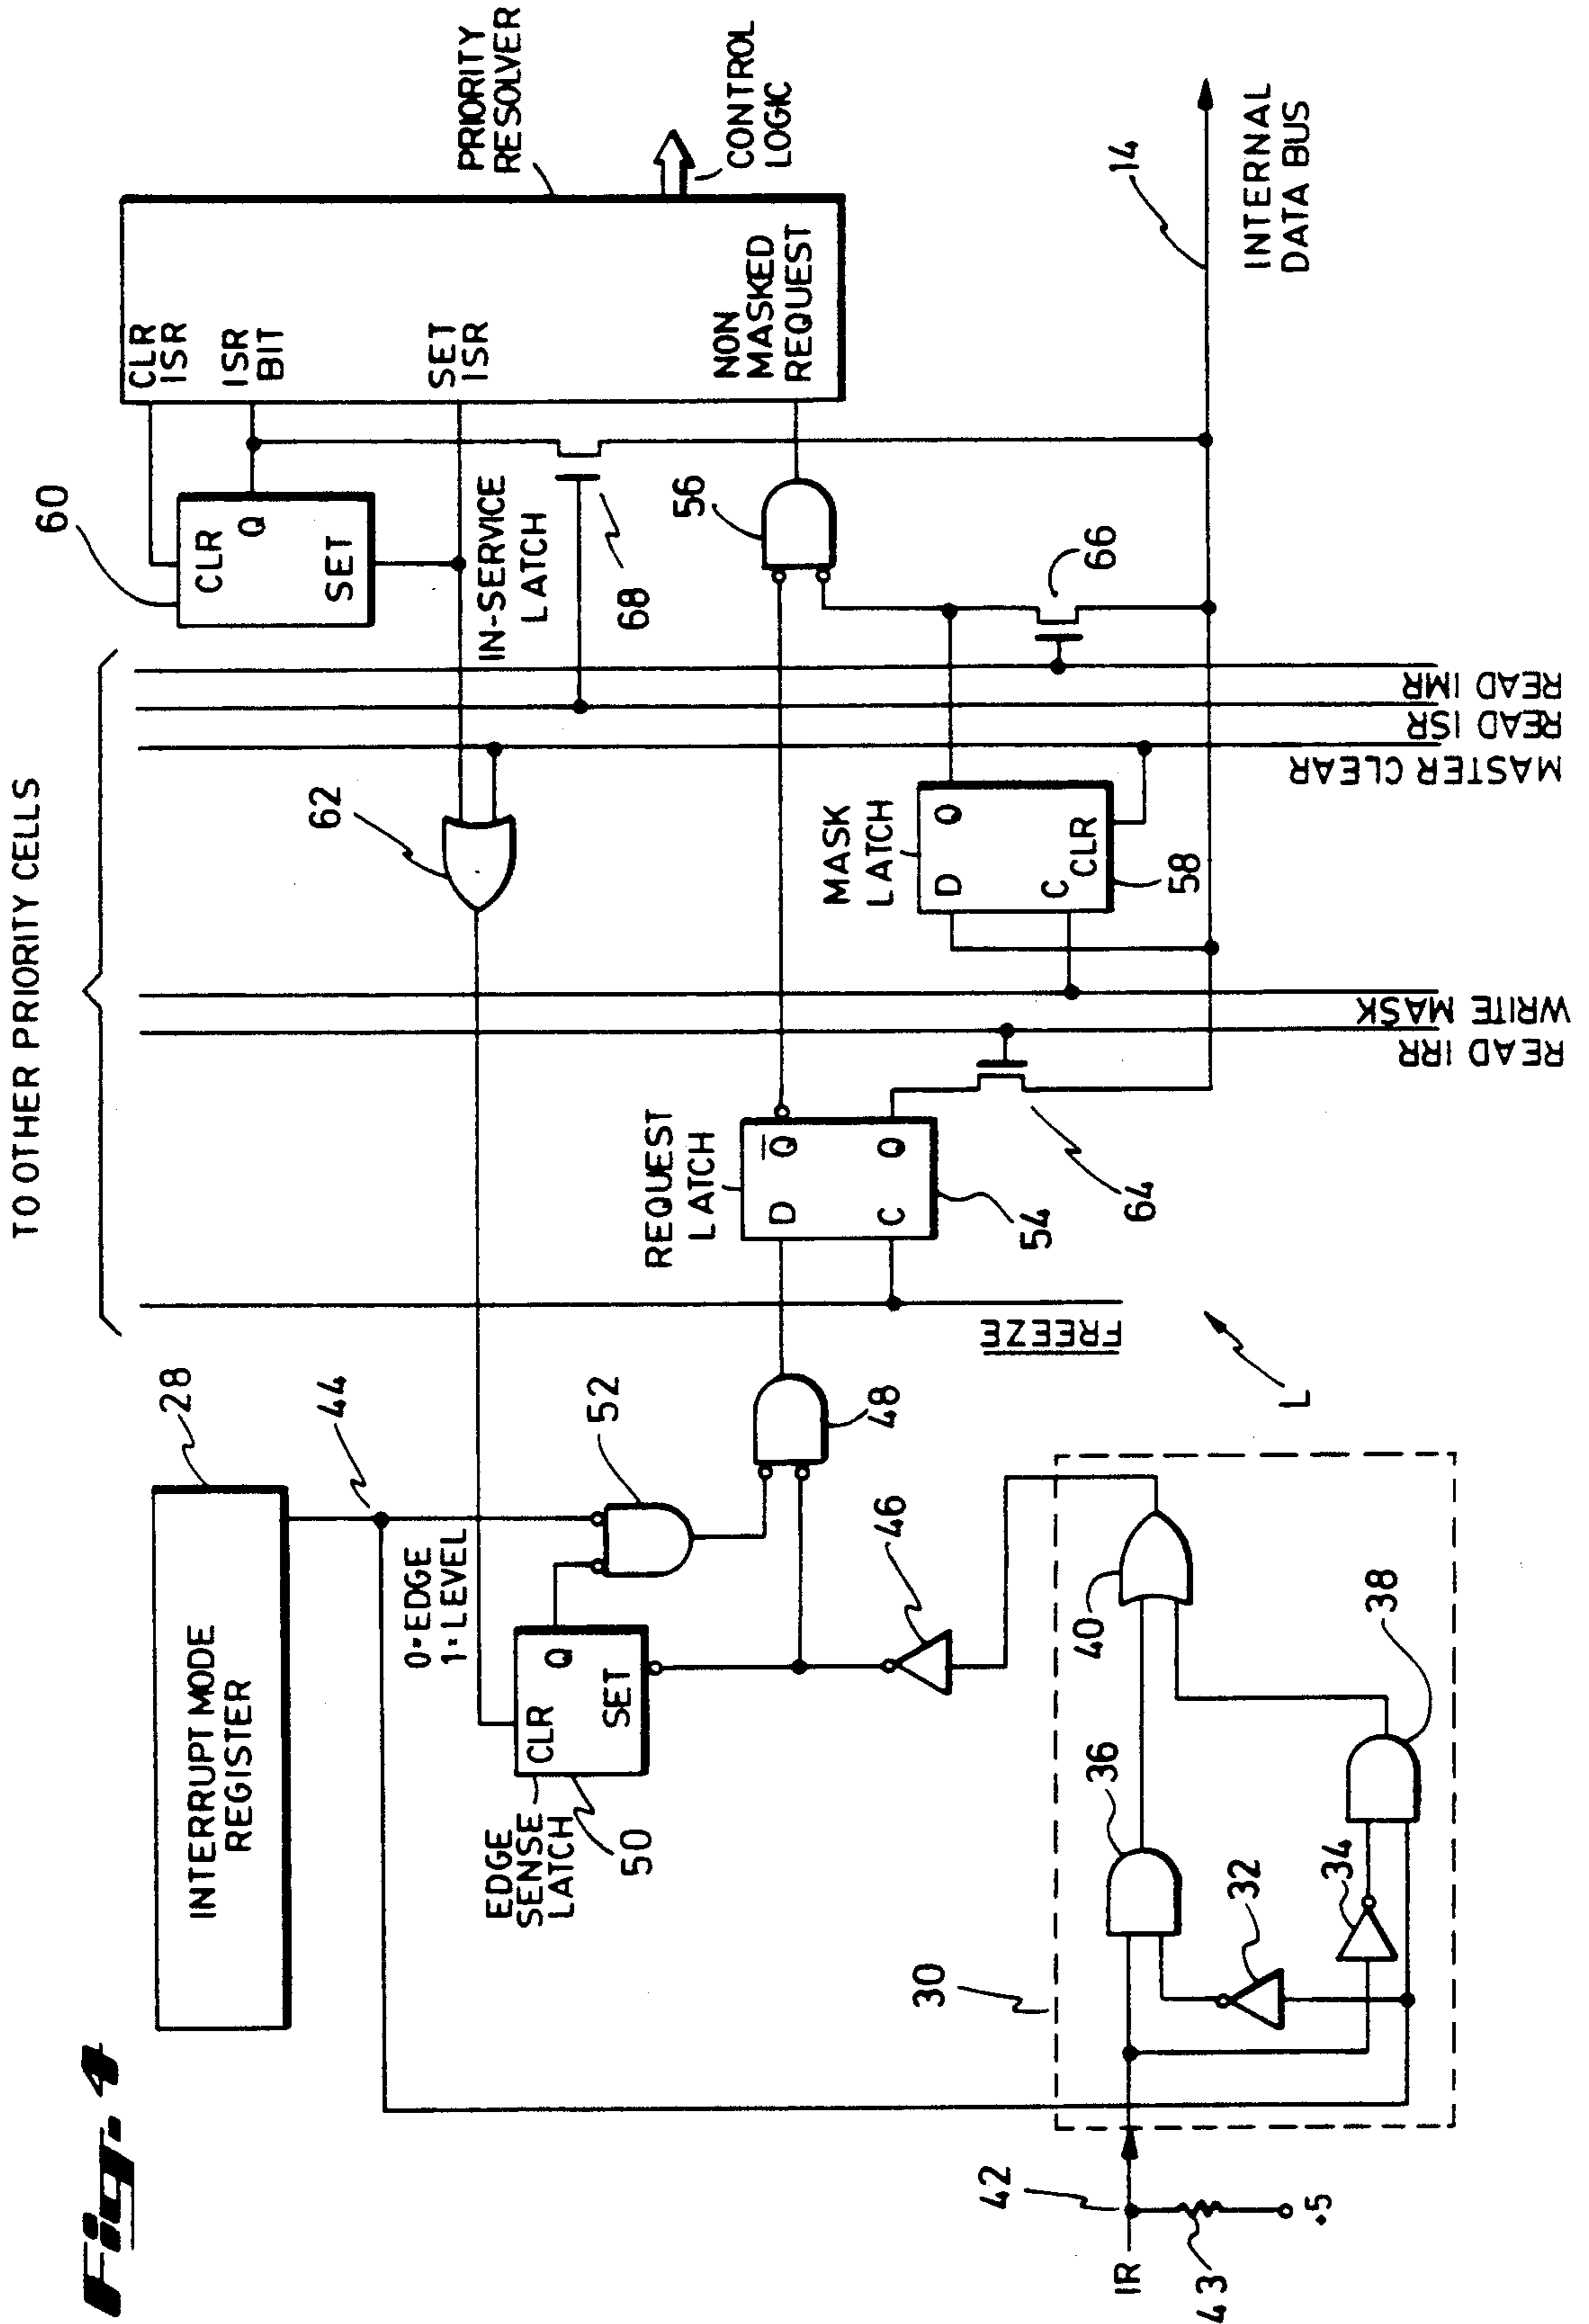 Fig. 4
TO OTHER PRIORITY CELLS
INTERRUPT MODE
REGISTER
28
44
0=EDGE
1=LEVEL
52
EDGE
SENSE
LATCH
50
CLR
Q
SET
46
48
62
60
CLR
Q
SET
IN-SERVICE
LATCH
68
CLR
ISR
ISR
BIT
SET
ISR
NON
MASKED
REQUEST
PRIORITY
RESOLVER
CONTROL
LOGIC
REQUEST
LATCH
D
Q
C
Q
54
64
56
MASK
LATCH
D
Q
C
CLR
58
66
14
INTERNAL
DATA BUS
FREEZE
READ IRR
WRITE MASK
MASTER CLEAR
READ ISR
READ IMR
L
30
32
34
36
38
40
42
IR
43
+5